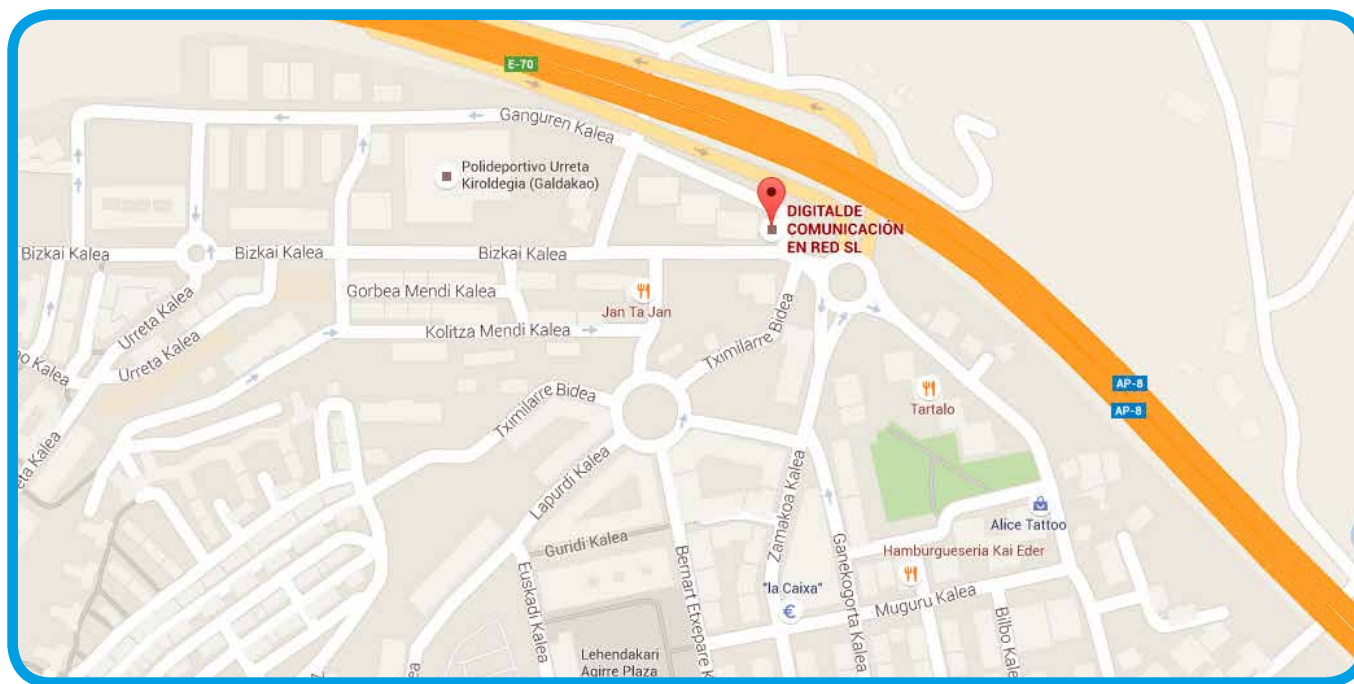 E-70
Ganguren Kalea
Polideportivo Urreta
Kiroldegia (Galdakao)
DIGITALDE
COMUNICACIÓN
EN RED SL
Bizkai Kalea
Bizkai Kalea
Bizkai Kalea
Gorbea Mendi Kalea
Jan Ta Jan
Urreta Kalea
Kolitza Mendi Kalea
Urreta Kalea
Tximilarre Bidea
o Kalea
AP-8
AP-8
Tartalo
Tximilarre Bidea
eta Kalea
Lapurdi Kalea
Zamakoa Kalea
Alice Tattoo
Guridi Kalea
Hamburgueseria Kai Eder
Euskadi Kalea
Bernart Etxepare K
Ganekogorta Kalea
"la Caixa"
€
Muguru Kalea
Bilbo Kale
Lehendakari
Agirre Plaza